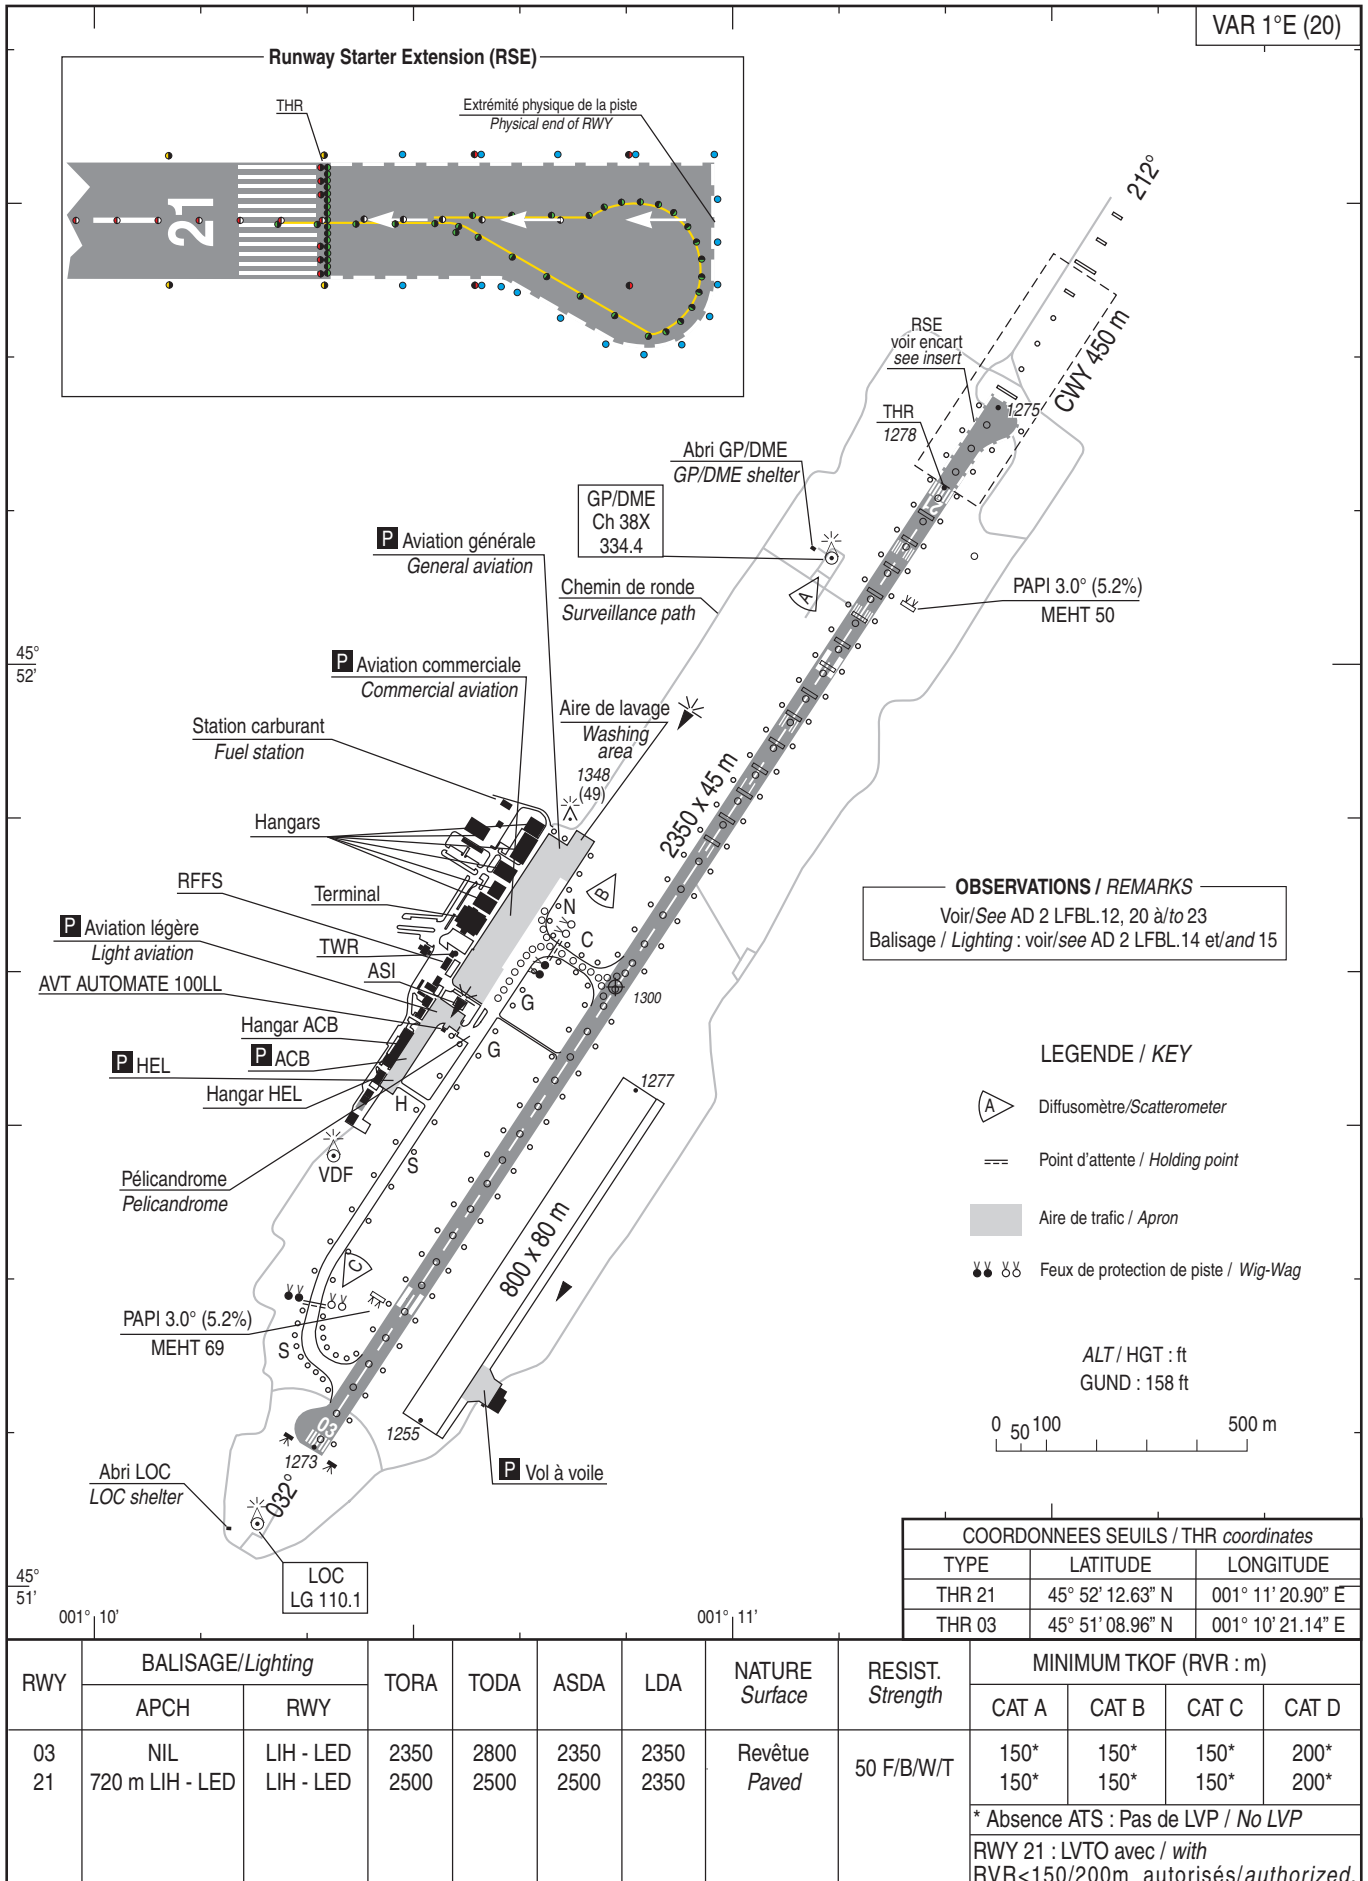 VAR 1°E (20)
Runway Starter Extension (RSE)
THR
Extrémité physique de la piste
Physical end of RWY
21
212°
RSE
voir encart
see insert
CWY 450 m
1275
THR
1278
21
Abri GP/DME
GP/DME shelter
GP/DME
Ch 38X
334.4
P Aviation générale
General aviation
Chemin de ronde
Surveillance path
A
PAPI 3.0° (5.2%)
MEHT 50
45°
52'
P Aviation commerciale
Commercial aviation
Aire de lavage
Washing
area
Station carburant
Fuel station
1348
(49)
2350 x 45 m
Hangars
RFFS
Terminal
B
N
C
OBSERVATIONS / REMARKS
Voir/See AD 2 LFBL.12, 20 à/to 23
Balisage / Lighting : voir/see AD 2 LFBL.14 et/and 15
P Aviation légère
Light aviation
TWR
ASI
AVT AUTOMATE 100LL
G
1300
Hangar ACB
G
P HEL
P ACB
Hangar HEL
H
1277
LEGENDE / KEY
A Diffusomètre/Scatterometer
Point d'attente / Holding point
Aire de trafic / Apron
Feux de protection de piste / Wig-Wag
VDF
S
Pélicandrome
Pelicandrome
800 x 80 m
C
PAPI 3.0° (5.2%)
MEHT 69
S
ALT / HGT : ft
GUND : 158 ft
0 50 100 500 m
03
1255
1273
032°
P Vol à voile
Abri LOC
LOC shelter
LOC
LG 110.1
45°
51'
001° 10'
001° 11'
COORDONNEES SEUILS / THR coordinates
TYPE LATITUDE LONGITUDE
THR 21 45° 52' 12.63" N 001° 11' 20.90" E
THR 03 45° 51' 08.96" N 001° 10' 21.14" E
RWY BALISAGE/Lighting TORA TODA ASDA LDA NATURE Surface RESIST. Strength MINIMUM TKOF (RVR : m)
APCH RWY CAT A CAT B CAT C CAT D
03 NIL LIH - LED 2350 2800 2350 2350 Revêtue 50 F/B/W/T 150* 150* 150* 200*
21 720 m LIH - LED LIH - LED 2500 2500 2500 2350 Paved 150* 150* 150* 200*
* Absence ATS : Pas de LVP / No LVP
RWY 21 : LVTO avec / with
RVR<150/200m autorisés/authorized.